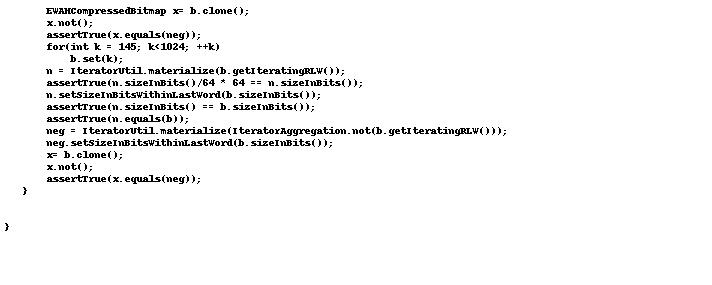 EWAHCompressedBitmap x= b.clone();
x.not();
assertTrue(x.equals(neg));
for(int k = 145; k<1024; ++k)
b.set(k);
n = IteratorUtil.materialize(b.getIteratingRLW());
assertTrue(n.sizeInBits()/64 * 64 == n.sizeInBits());
n.setSizeInBitsWithinLastWord(b.sizeInBits());
assertTrue(n.sizeInBits() == b.sizeInBits());
assertTrue(n.equals(b));
neg = IteratorUtil.materialize(IteratorAggregation.not(b.getIteratingRLW()));
neg.setSizeInBitsWithinLastWord(b.sizeInBits());
x= b.clone();
x.not();
assertTrue(x.equals(neg));
}
}